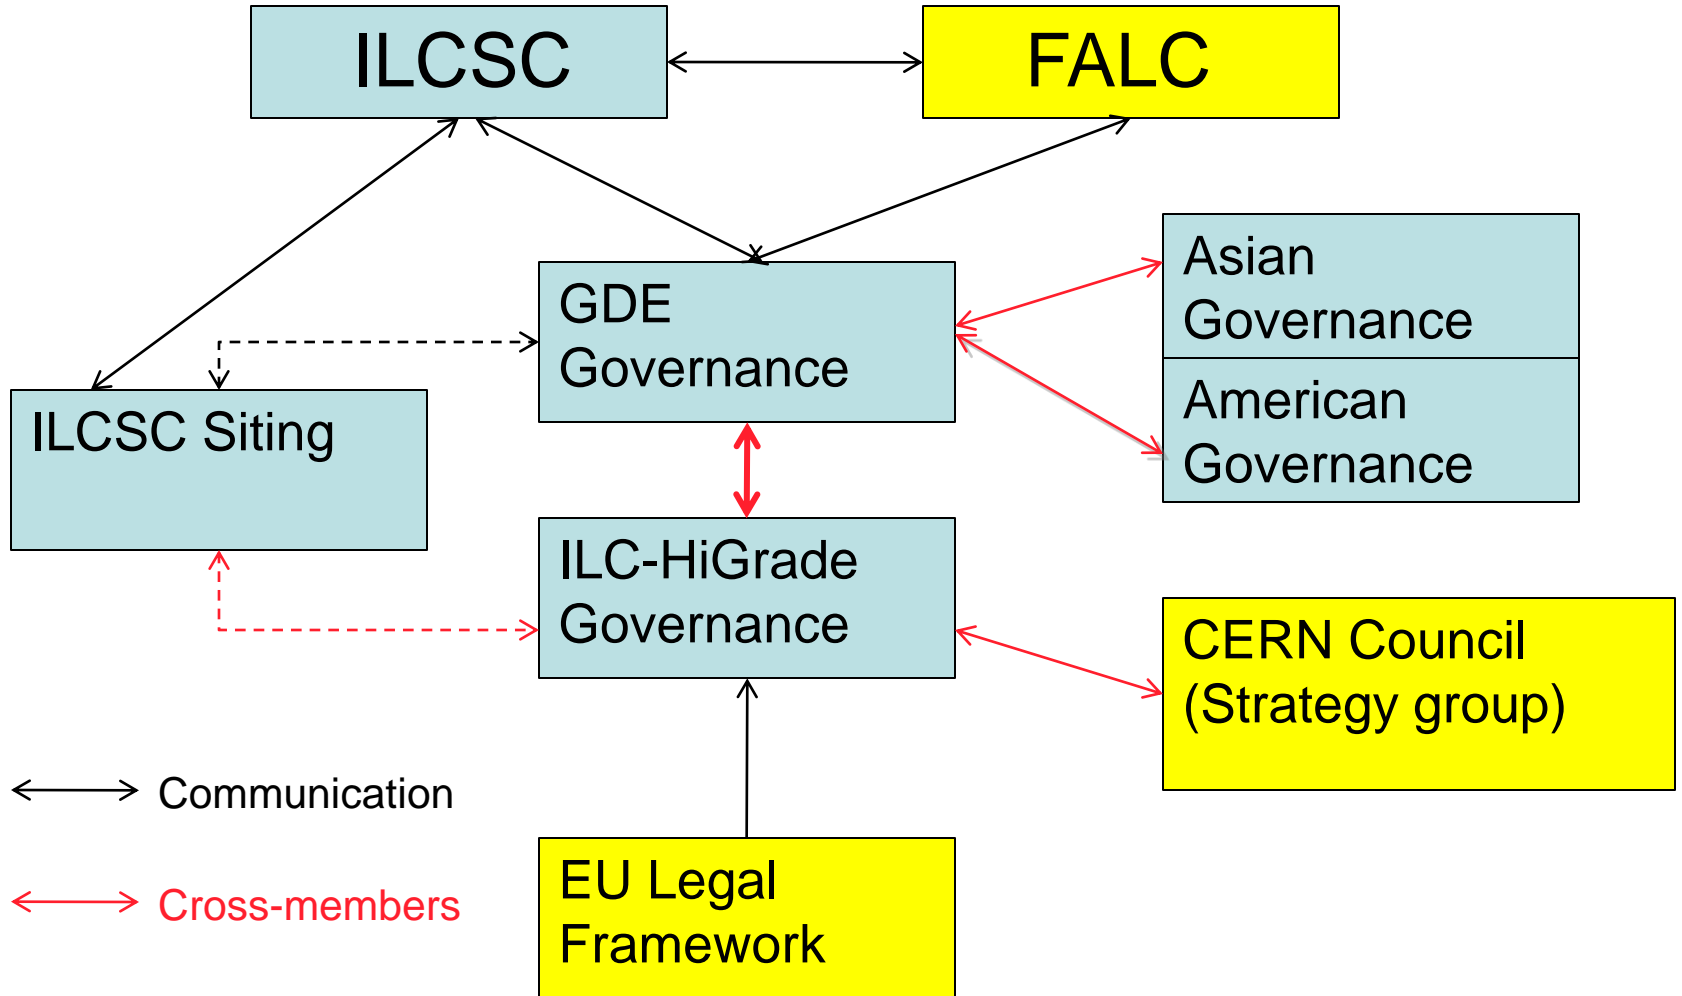 ILCSC
FALC
Asian
Governance
GDE
Governance
American
Governance
ILCSC Siting
ILC-HiGrade
Governance
CERN Council
(Strategy group)
Communication
EU Legal
Framework
Cross-members